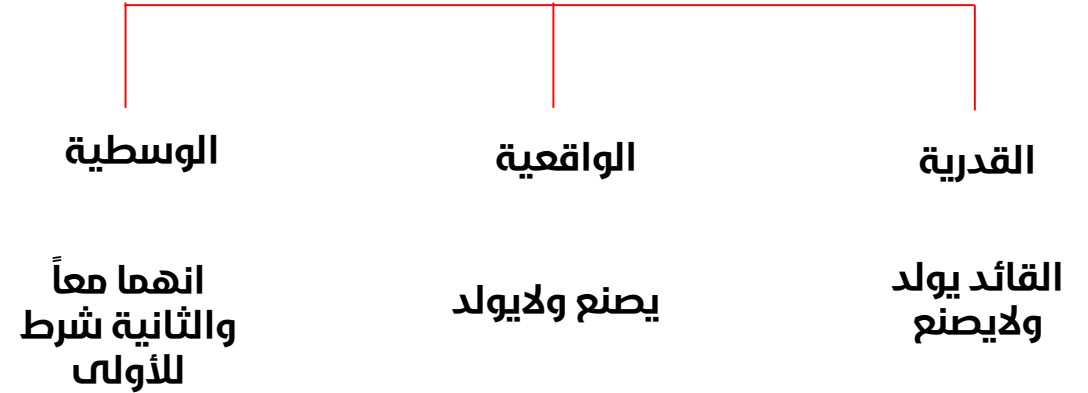 القدرية
الواقعية
الوسطية
القائد يولد
ولايصنع
يصنع ولايولد
انهما معاً
والثانية شرط
للأولى